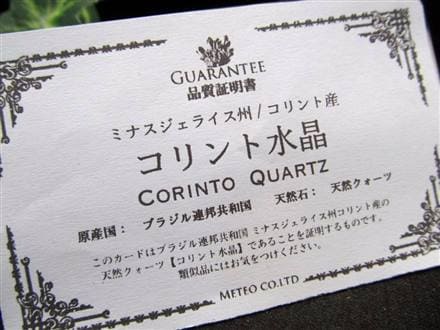 GUARANTEE
品質証明書
ミナスジェライス州/コリント産
コリント水晶
CORINTO QUARTZ
原産国： ブラジル連邦共和国 天然石： 天然クォーツ
このカードはブラジル連邦共和国 ミナスジェライス州コリント産の
天然クォーツ【コリント水晶】であることを証明するものです。
類似品にはお気をつけください。
METEO CO.LTD